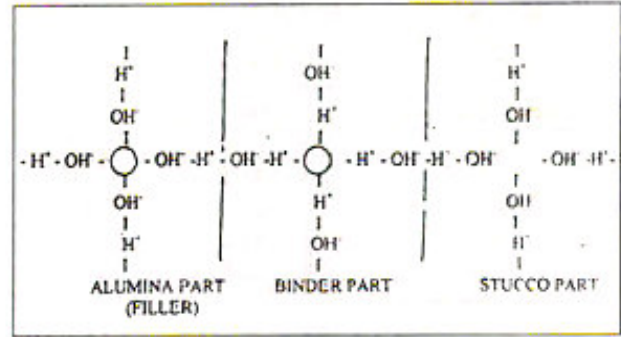 H⁺ OH⁻ H⁺
OH⁻ H⁺ OH
- H⁺ - OH⁻ - - OH⁻ - H⁺ - OH⁻ - H⁺ - - H⁺ - OH⁻ - H⁻ - OH⁻ - OH⁻ - H⁺ -
OH⁻ H⁺ OH
H⁺ OH⁻ H⁺
ALUMINA PART BINDER PART STUCCO PART
(FILLER)